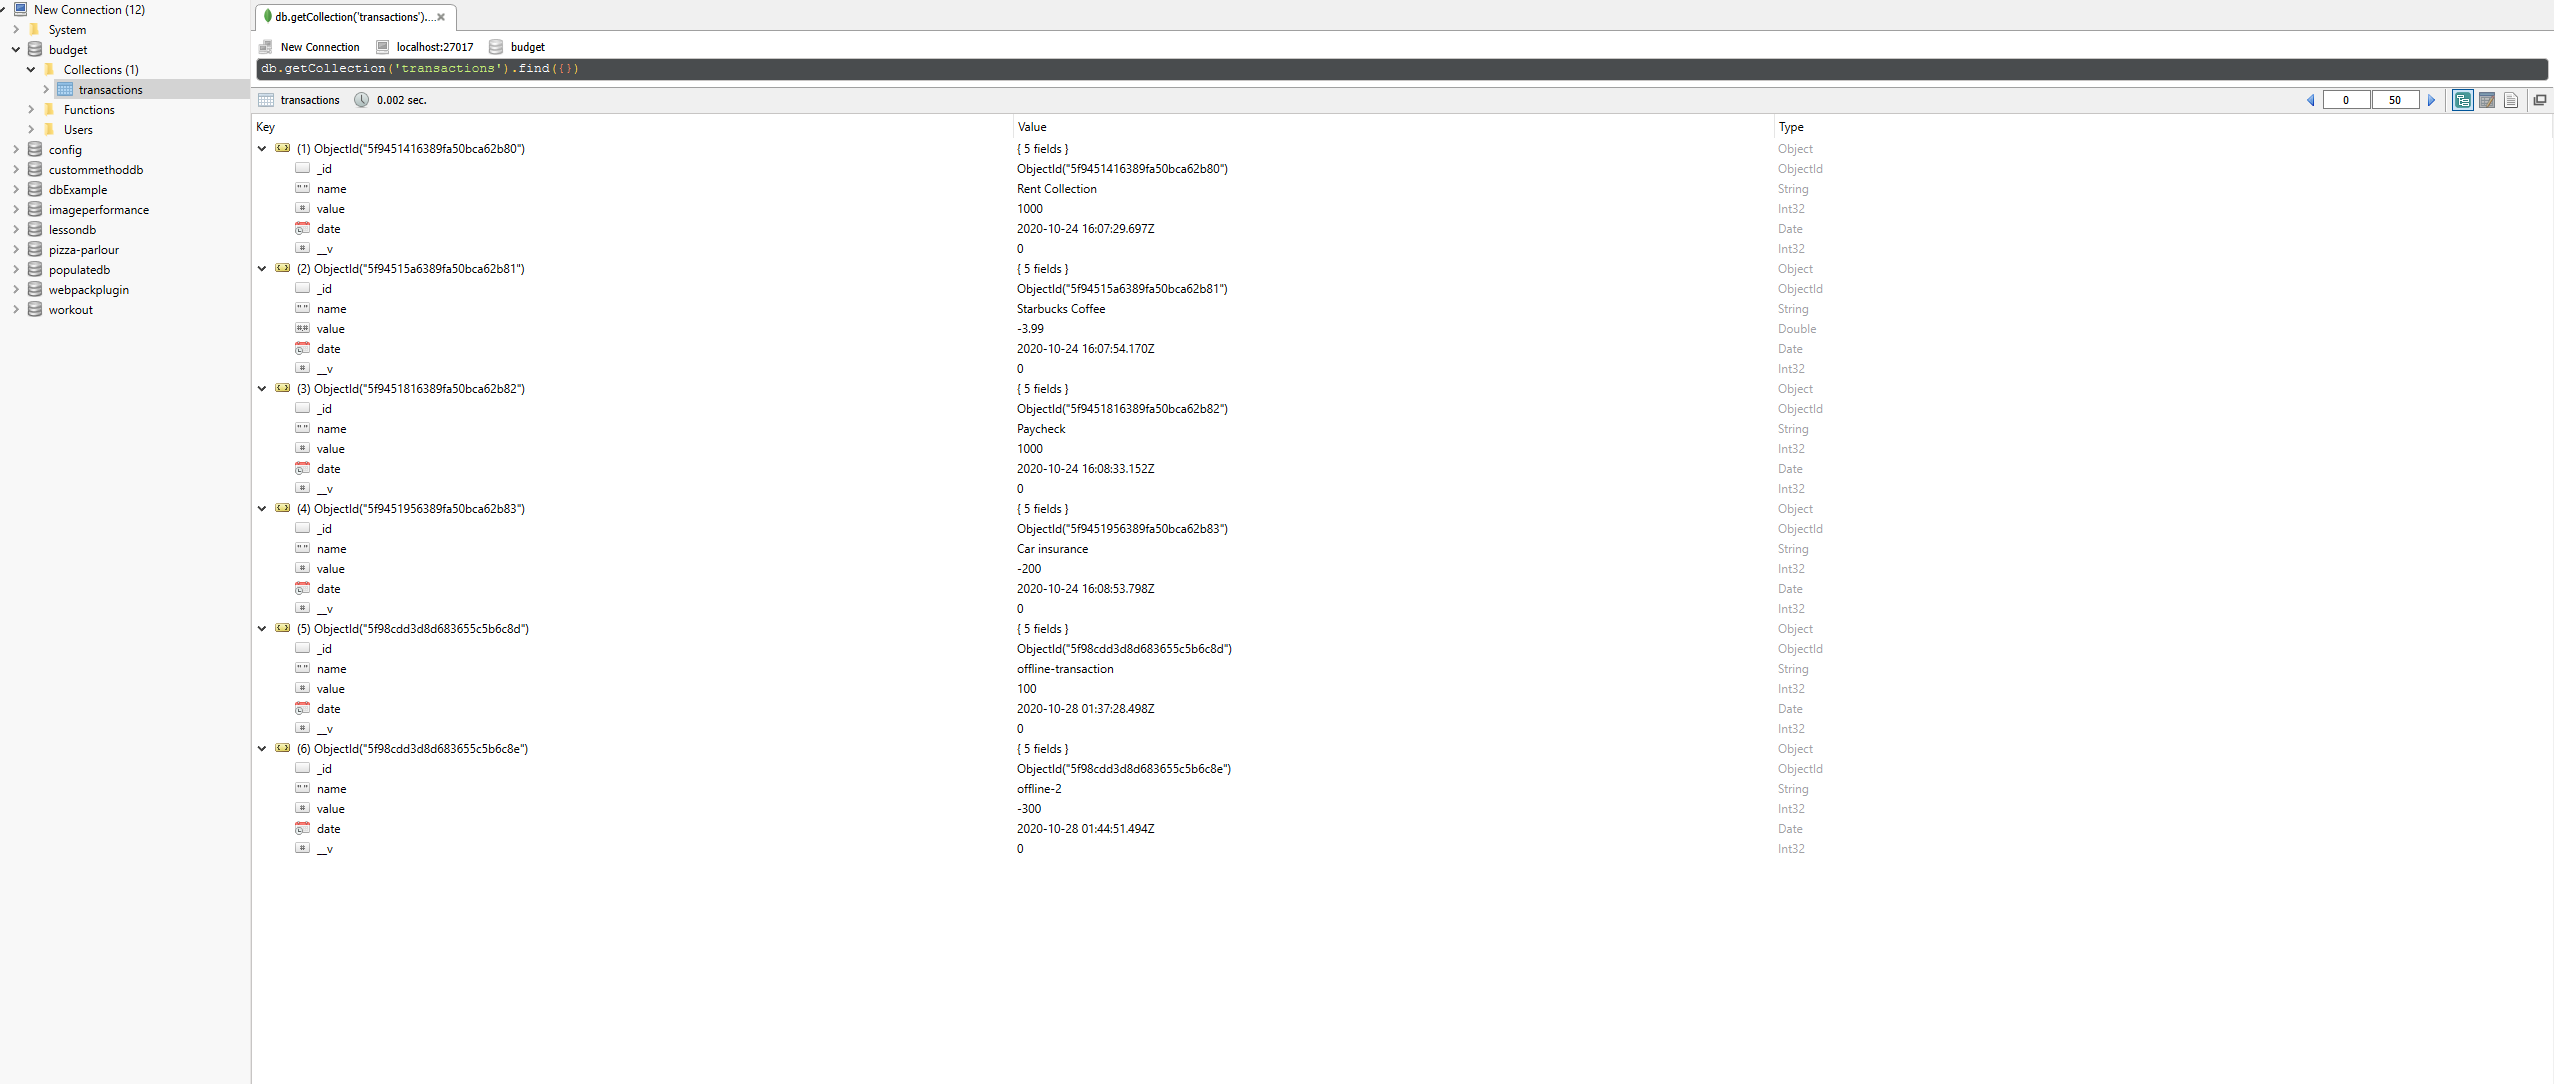 New Connection (12)
System
budget
Collections (1)
transactions
Functions
Users
config
custommethoddb
dbExample
imageperformance
lessondb
pizza-parlour
populatedb
webpackplugin
workout
db.getCollection('transactions')....
New Connection localhost:27017 budget
db.getCollection('transactions').find({})
transactions 0.002 sec. 0 50
Key Value Type
(1) ObjectId("5f9451416389fa50bca62b80") { 5 fields } Object
_id ObjectId("5f9451416389fa50bca62b80") ObjectId
name Rent Collection String
value 1000 Int32
date 2020-10-24 16:07:29.697Z Date
__v 0 Int32
(2) ObjectId("5f94515a6389fa50bca62b81") { 5 fields } Object
_id ObjectId("5f94515a6389fa50bca62b81") ObjectId
name Starbucks Coffee String
value -3.99 Double
date 2020-10-24 16:07:54.170Z Date
__v 0 Int32
(3) ObjectId("5f9451816389fa50bca62b82") { 5 fields } Object
_id ObjectId("5f9451816389fa50bca62b82") ObjectId
name Paycheck String
value 1000 Int32
date 2020-10-24 16:08:33.152Z Date
__v 0 Int32
(4) ObjectId("5f9451956389fa50bca62b83") { 5 fields } Object
_id ObjectId("5f9451956389fa50bca62b83") ObjectId
name Car insurance String
value -200 Int32
date 2020-10-24 16:08:53.798Z Date
__v 0 Int32
(5) ObjectId("5f98cdd3d8d683655c5b6c8d") { 5 fields } Object
_id ObjectId("5f98cdd3d8d683655c5b6c8d") ObjectId
name offline-transaction String
value 100 Int32
date 2020-10-28 01:37:28.498Z Date
__v 0 Int32
(6) ObjectId("5f98cdd3d8d683655c5b6c8e") { 5 fields } Object
_id ObjectId("5f98cdd3d8d683655c5b6c8e") ObjectId
name offline-2 String
value -300 Int32
date 2020-10-28 01:44:51.494Z Date
__v 0 Int32